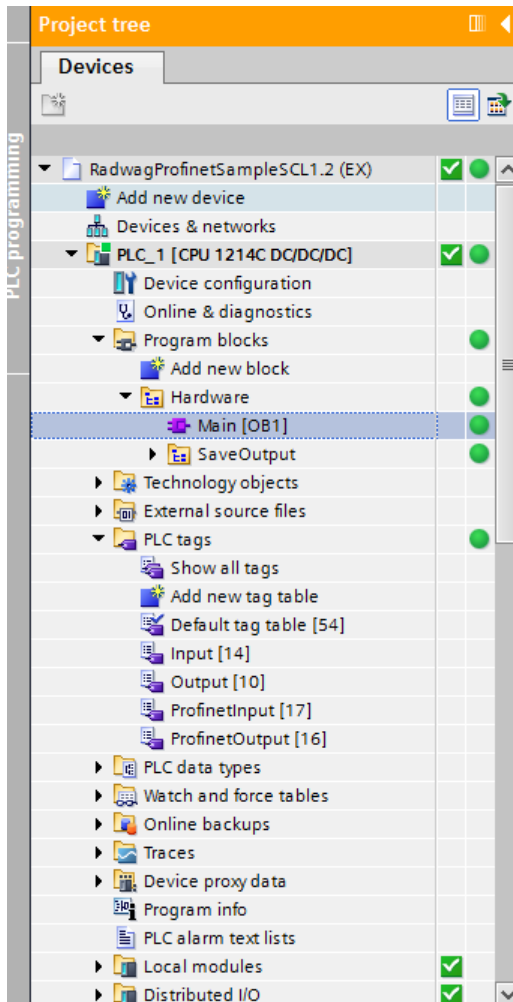 Project tree
Devices
PLC programming
RadwagProfinetSampleSCL1.2 (EX)
Add new device
Devices & networks
PLC_1 [CPU 1214C DC/DC/DC]
Device configuration
Online & diagnostics
Program blocks
Add new block
Hardware
Main [OB1]
SaveOutput
Technology objects
External source files
PLC tags
Show all tags
Add new tag table
Default tag table [54]
Input [14]
Output [10]
ProfinetInput [17]
ProfinetOutput [16]
PLC data types
Watch and force tables
Online backups
Traces
Device proxy data
Program info
PLC alarm text lists
Local modules
Distributed I/O